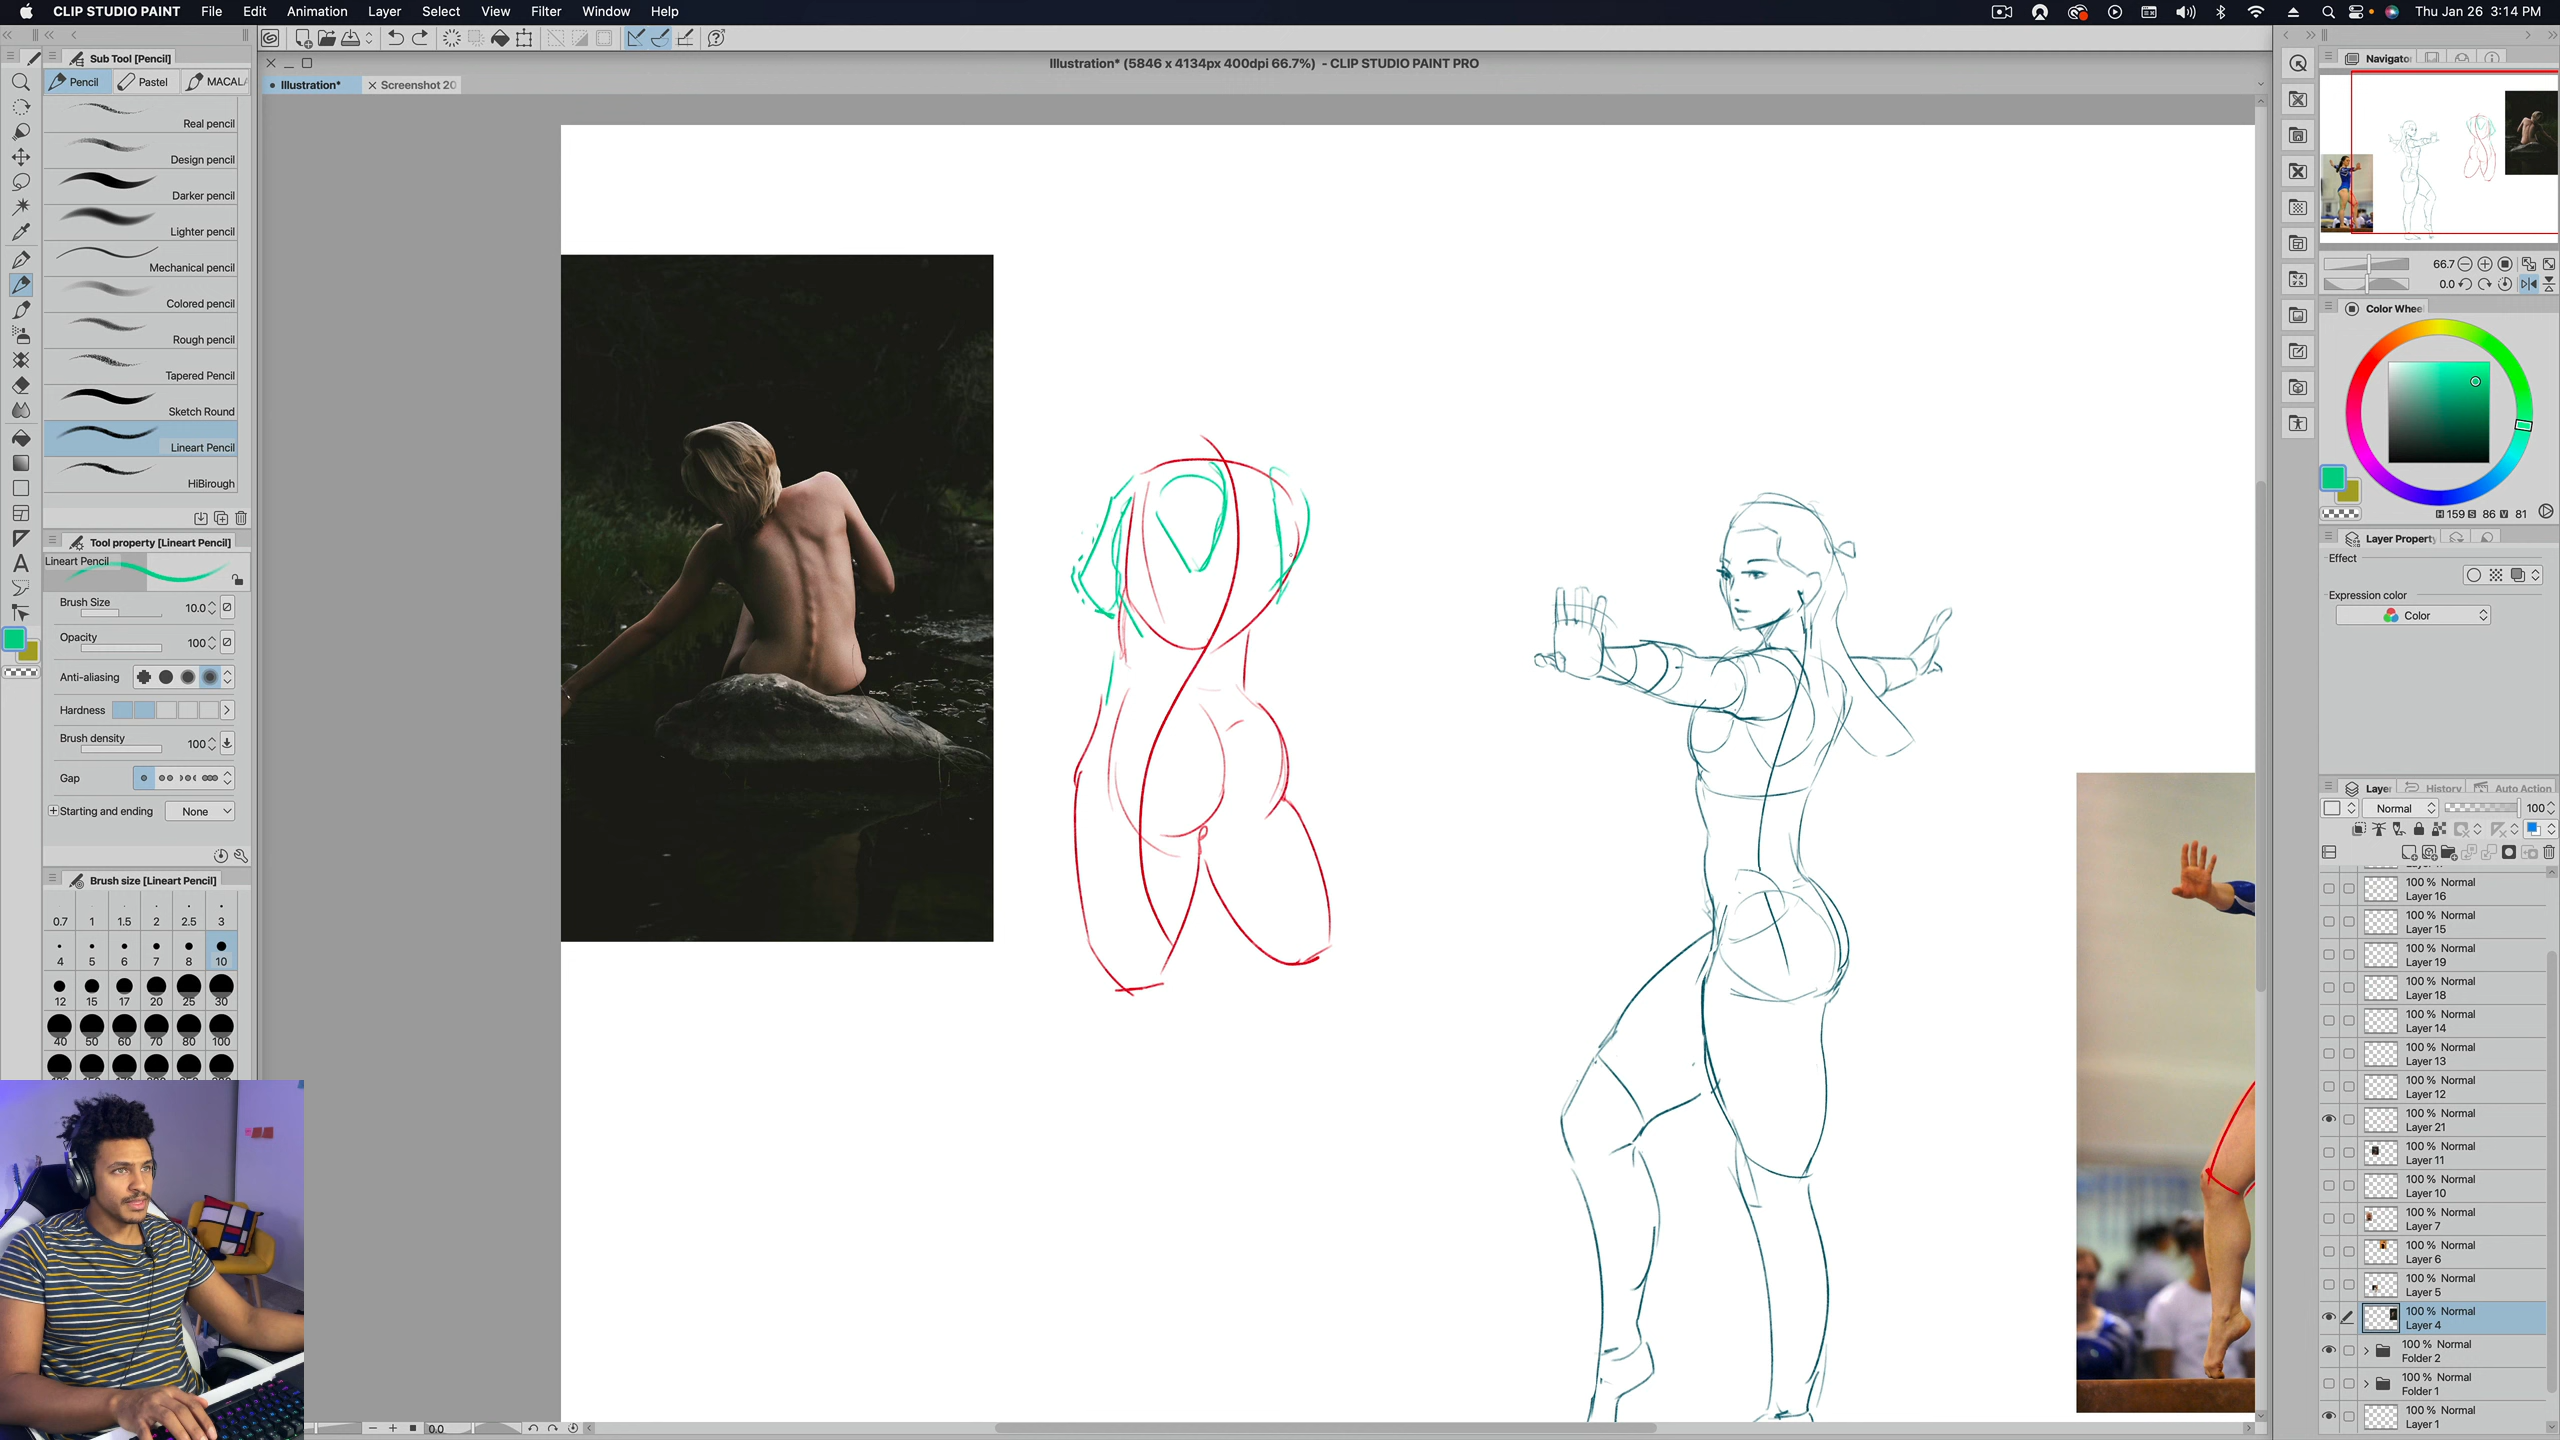 CLIP STUDIO PAINT File Edit Animation Layer Select View Filter Window Help
Thu Jan 26 3:14 PM
Sub Tool [Pencil]
Pencil Pastel MACAL
Real pencil
Design pencil
Darker pencil
Lighter pencil
Mechanical pencil
Colored pencil
Rough pencil
Tapered Pencil
Sketch Round
Lineart Pencil
HiBirough
Tool property [Lineart Pencil]
Lineart Pencil
Brush Size 10.0
Opacity 100
Anti-aliasing
Hardness
Brush density 100
Gap
Starting and ending None
Brush size [Lineart Pencil]
0.7 1 1.5 2 2.5 3
4 5 6 7 8 10
12 15 17 20 25 30
40 50 60 70 80 100
Illustration* (5846 x 4134px 400dpi 66.7%) - CLIP STUDIO PAINT PRO
Illustration* Screenshot 20
0.0
Navigator
66.7
0.0
Color Whee
H 159 S 86 V 81
Layer Property
Effect
Expression color
Color
Layer History Auto Action
Normal 100
100 % Normal
Layer 16
100 % Normal
Layer 15
100 % Normal
Layer 19
100 % Normal
Layer 18
100 % Normal
Layer 14
100 % Normal
Layer 13
100 % Normal
Layer 12
100 % Normal
Layer 21
100 % Normal
Layer 11
100 % Normal
Layer 10
100 % Normal
Layer 7
100 % Normal
Layer 6
100 % Normal
Layer 5
100 % Normal
Layer 4
100 % Normal
Folder 2
100 % Normal
Folder 1
100 % Normal
Layer 1